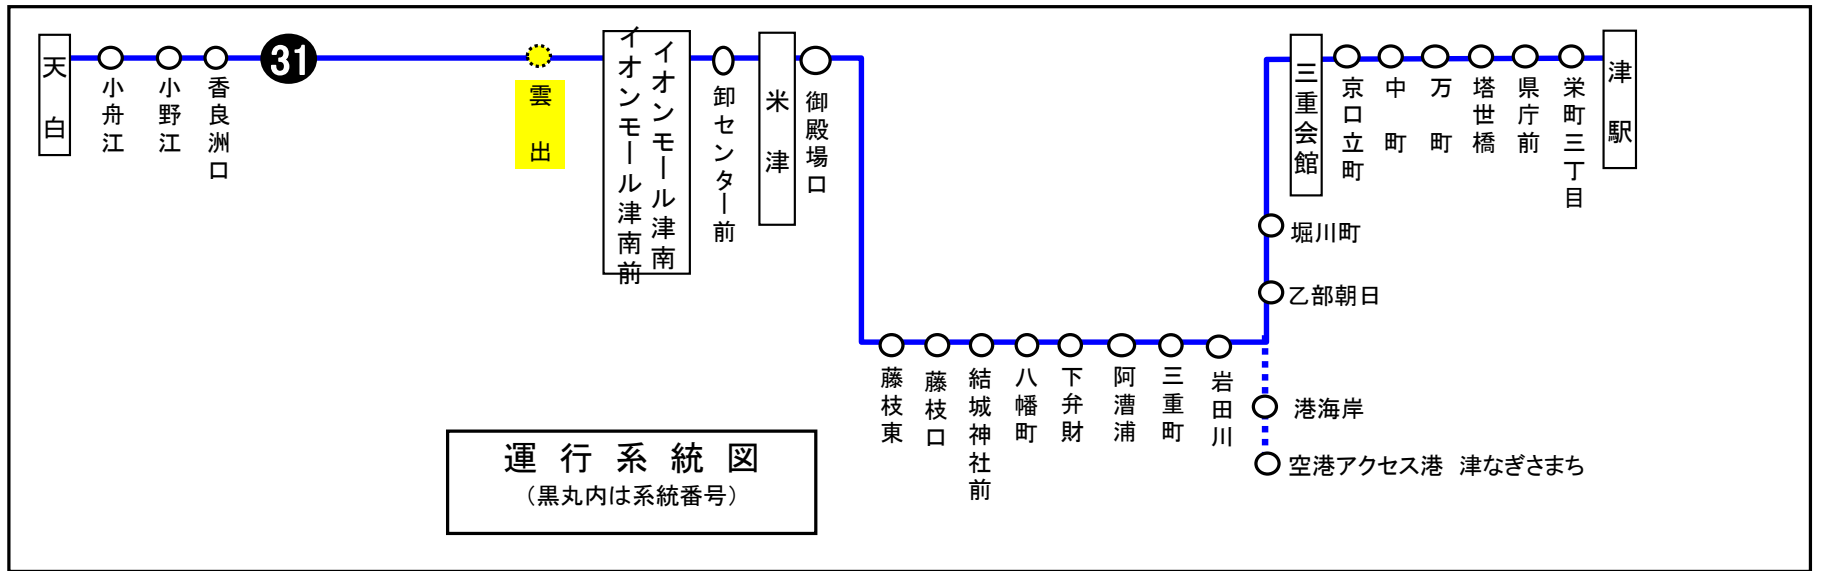 天白
小舟江
小野江
香良洲口
31
雲出
イオンモール津南
イオンモール津南前
卸センター前
米津
御殿場口
藤枝東
藤枝口
結城神社前
八幡町
下弁財
阿漕浦
三重町
岩田川
港海岸
空港アクセス港　津なぎさまち
乙部朝日
堀川町
三重会館
京口立町
中町
万町
塔世橋
県庁前
栄町三丁目
津駅
運行系統図
（黒丸内は系統番号）